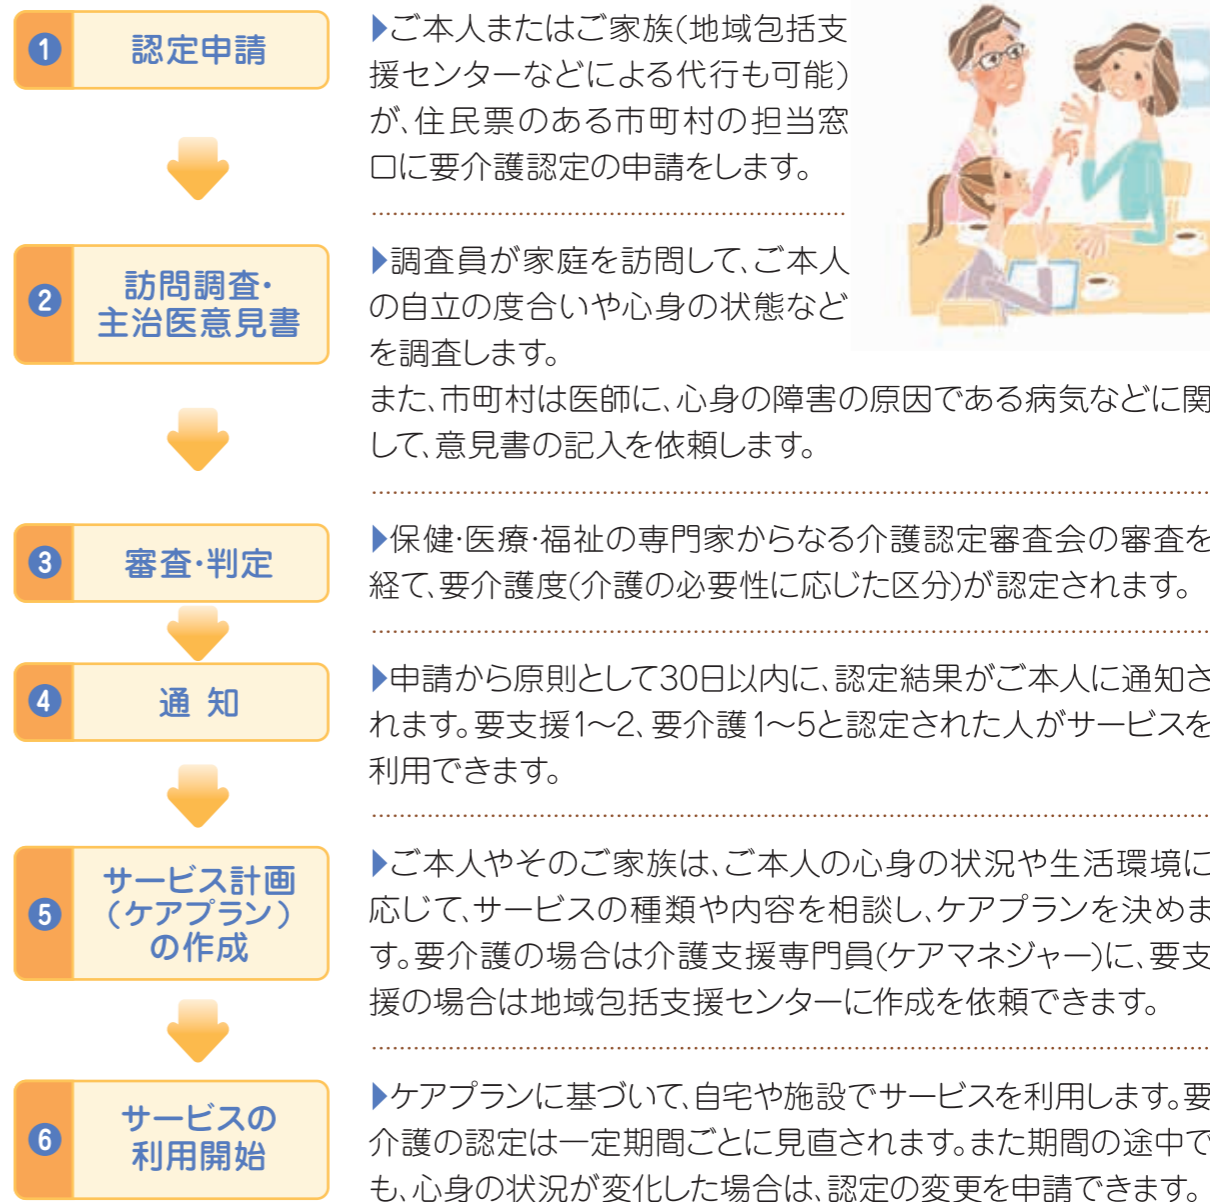 1 認定申請
▶ご本人またはご家族(地域包括支
援センターなどによる代行も可能)
が、住民票のある市町村の担当窓
口に要介護認定の申請をします。
2 訪問調査・
主治医意見書
▶調査員が家庭を訪問して、ご本人
の自立の度合いや心身の状態など
を調査します。
また、市町村は医師に、心身の障害の原因である病気などに関
して、意見書の記入を依頼します。
3 審査・判定
▶保健・医療・福祉の専門家からなる介護認定審査会の審査を
経て、要介護度(介護の必要性に応じた区分)が認定されます。
4 通 知
▶申請から原則として30日以内に、認定結果がご本人に通知さ
れます。要支援1〜2、要介護1〜5と認定された人がサービスを
利用できます。
5 サービス計画
(ケアプラン)
の作成
▶ご本人やそのご家族は、ご本人の心身の状況や生活環境に
応じて、サービスの種類や内容を相談し、ケアプランを決めま
す。要介護の場合は介護支援専門員(ケアマネジャー)に、要支
援の場合は地域包括支援センターに作成を依頼できます。
6 サービスの
利用開始
▶ケアプランに基づいて、自宅や施設でサービスを利用します。要
介護の認定は一定期間ごとに見直されます。また期間の途中で
も、心身の状況が変化した場合は、認定の変更を申請できます。